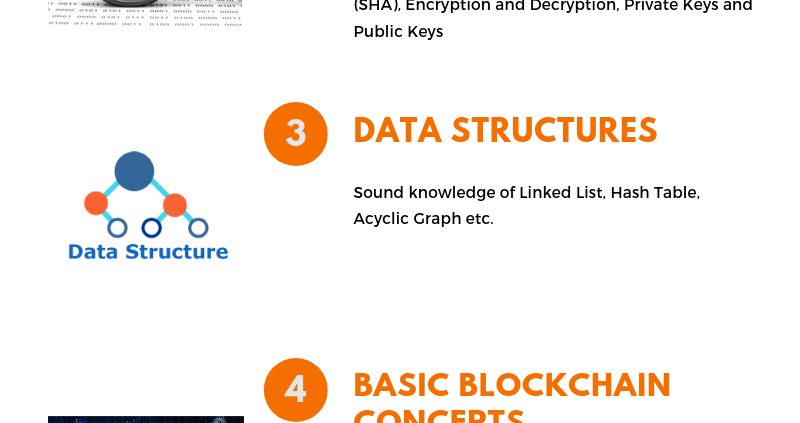 (SHA), Encryption and Decryption, Private Keys and
Public Keys
3
DATA STRUCTURES
Sound knowledge of Linked List, Hash Table,
Acyclic Graph etc.
Data Structure
4
BASIC BLOCKCHAIN
CONCEPTS